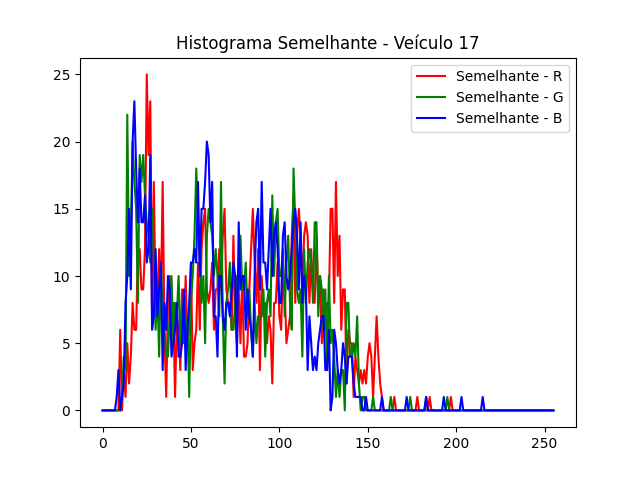 Histograma Semelhante - Veículo 17
Semelhante - R
Semelhante - G
Semelhante - B
25
20
15
10
5
0
0 50 100 150 200 250